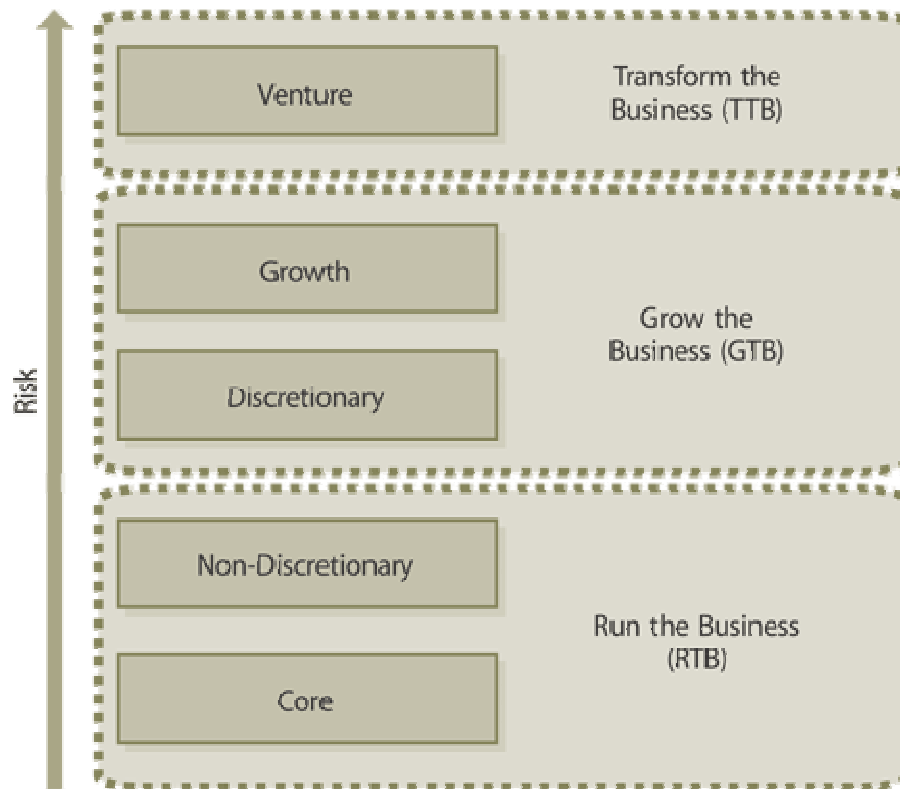 Venture
Transform the
Business (TTB)
Growth
Grow the
Business (GTB)
Discretionary
Risk
Non-Discretionary
Run the Business
(RTB)
Core